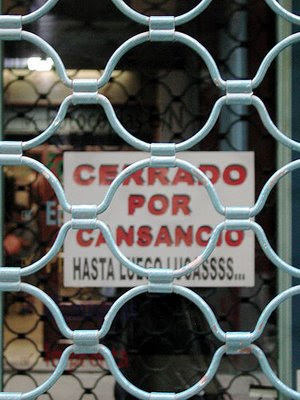 CERRADO
POR
CANSANCIO
HASTA LUEGO LUCASSSS...